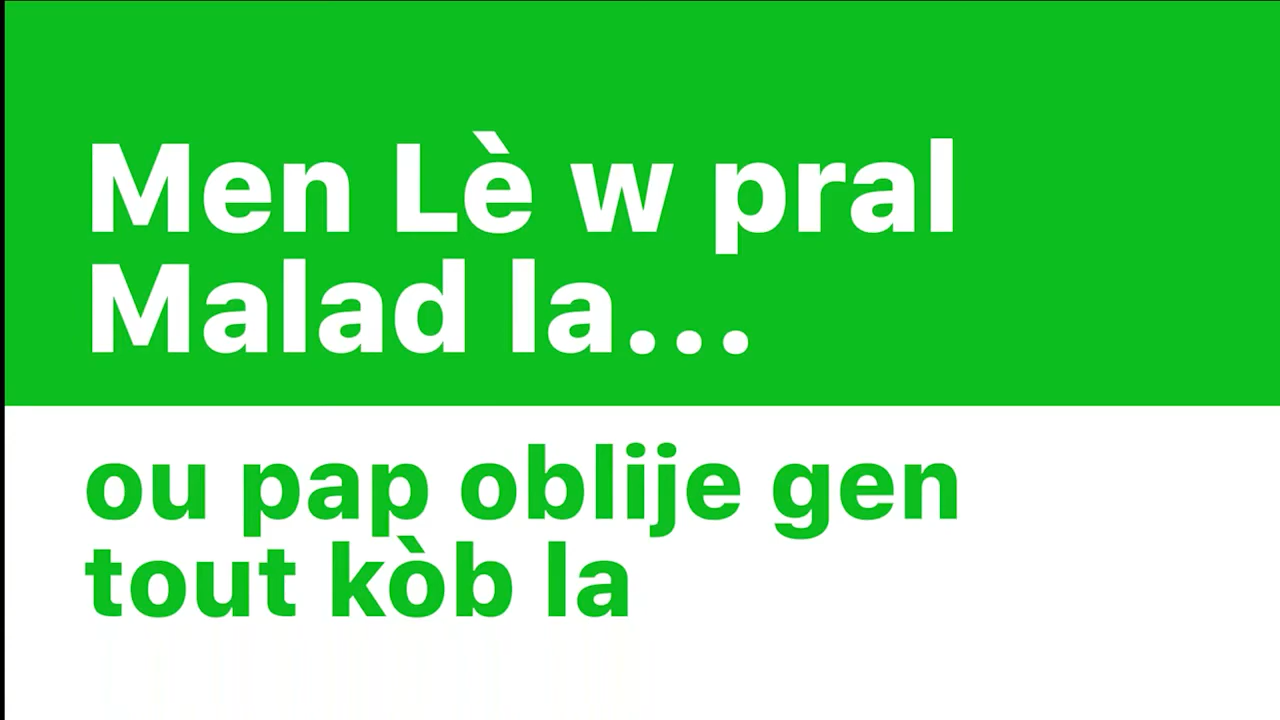 Men Lè w pral
Malad la...
ou pap oblije gen
tout kòb la